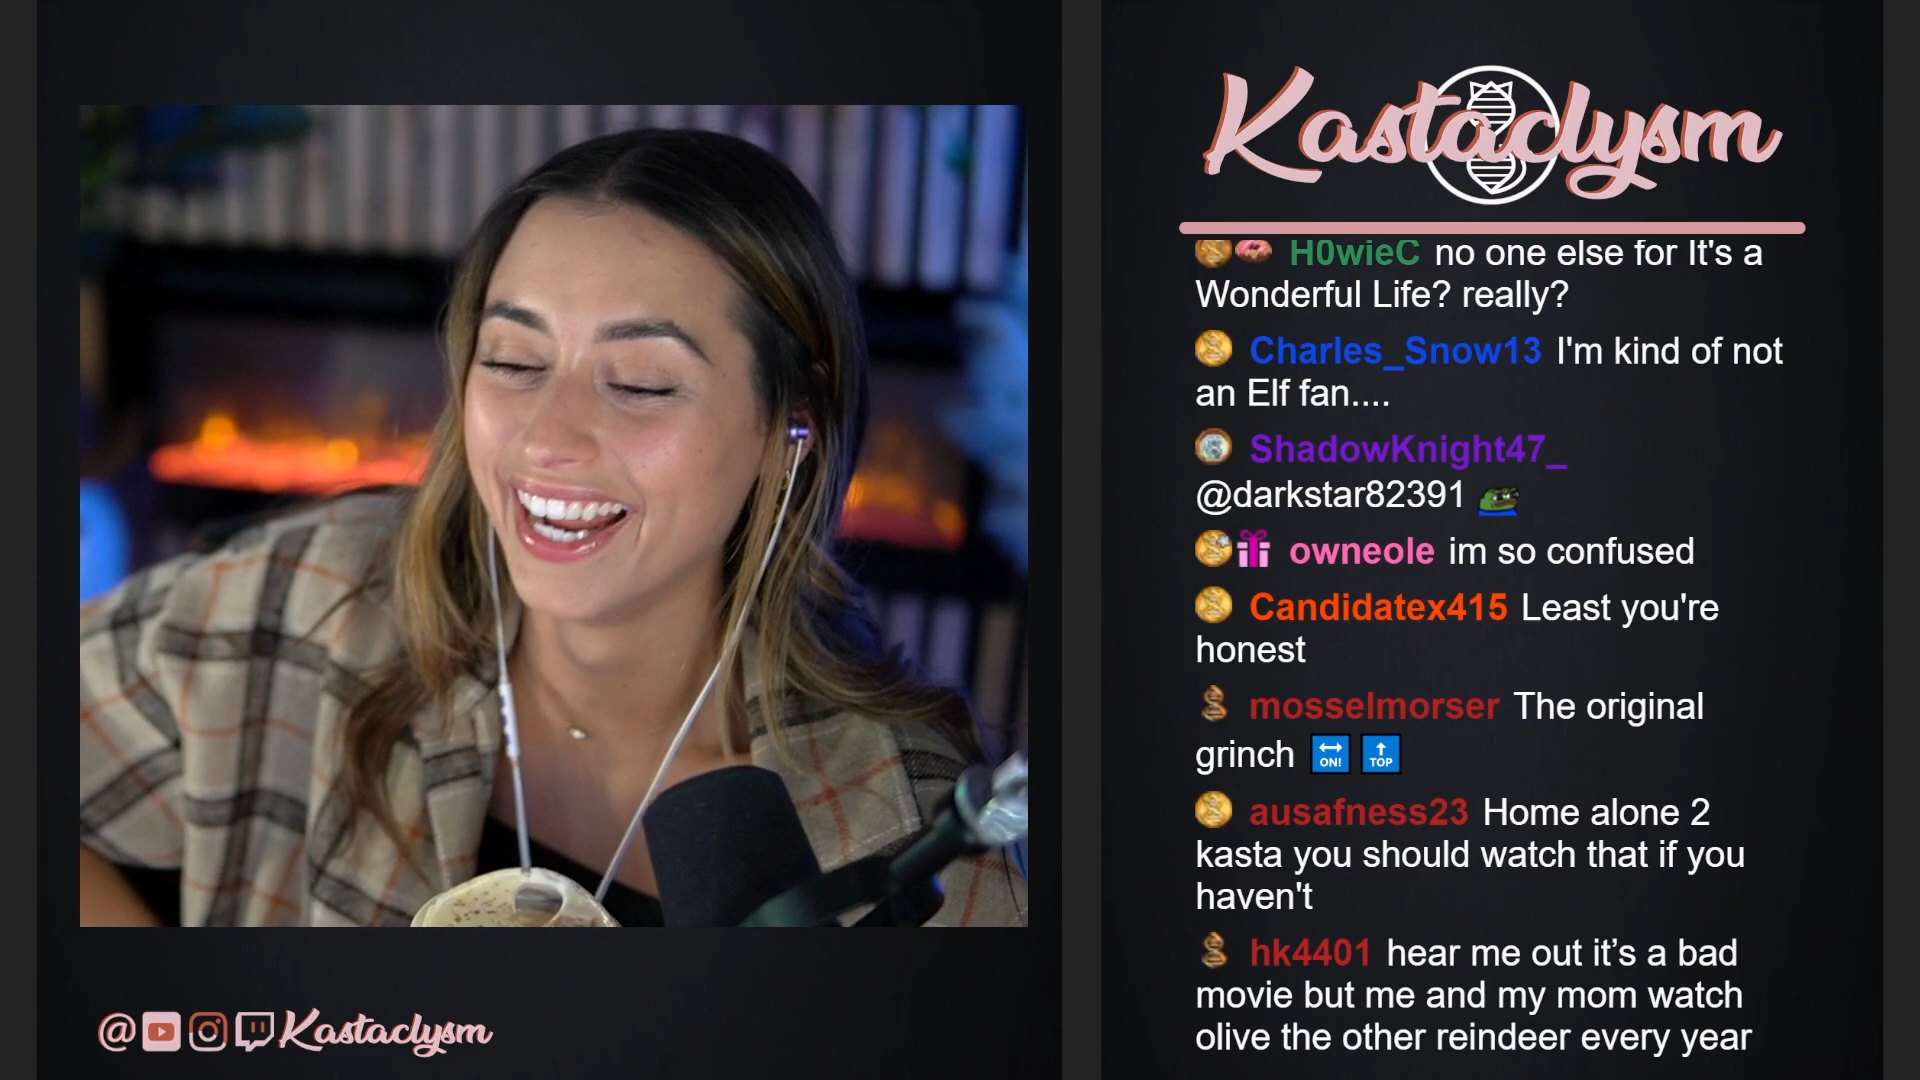 Kastaclysm
H0wieC no one else for It's a
Wonderful Life? really?
Charles_Snow13 I'm kind of not
an Elf fan....
ShadowKnight47_
@darkstar82391
owneole im so confused
Candidatex415 Least you're
honest
mosselmorser The original
grinch ON! TOP
ausafness23 Home alone 2
kasta you should watch that if you
haven't
hk4401 hear me out it’s a bad
movie but me and my mom watch
olive the other reindeer every year
@ Kastaclysm